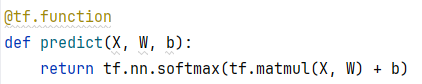 @tf.function
def predict(X, W, b):
    return tf.nn.softmax(tf.matmul(X, W) + b)